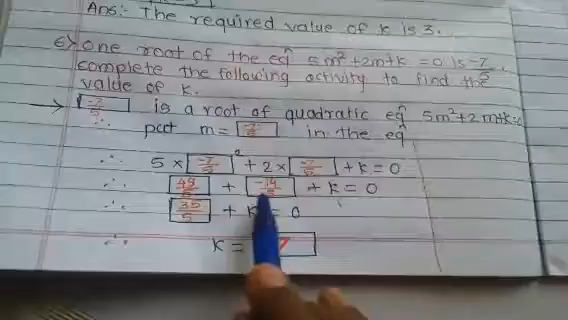 Ans: The required value of k is 3.
6) One root of the eqn 5m²+2m+k =0 is -7/5
complete the following activity to find the
value of k.
→ -7/5 is a root of quadratic eqn 5m²+2m+k=0
∴ put m= -7/5 in the eqn
∴ 5 × -7/5 ² + 2 × -7/5 + k = 0
∴ 49/5 + -14/5 + k = 0
∴ 35/5 + k = 0
∴ k = 7